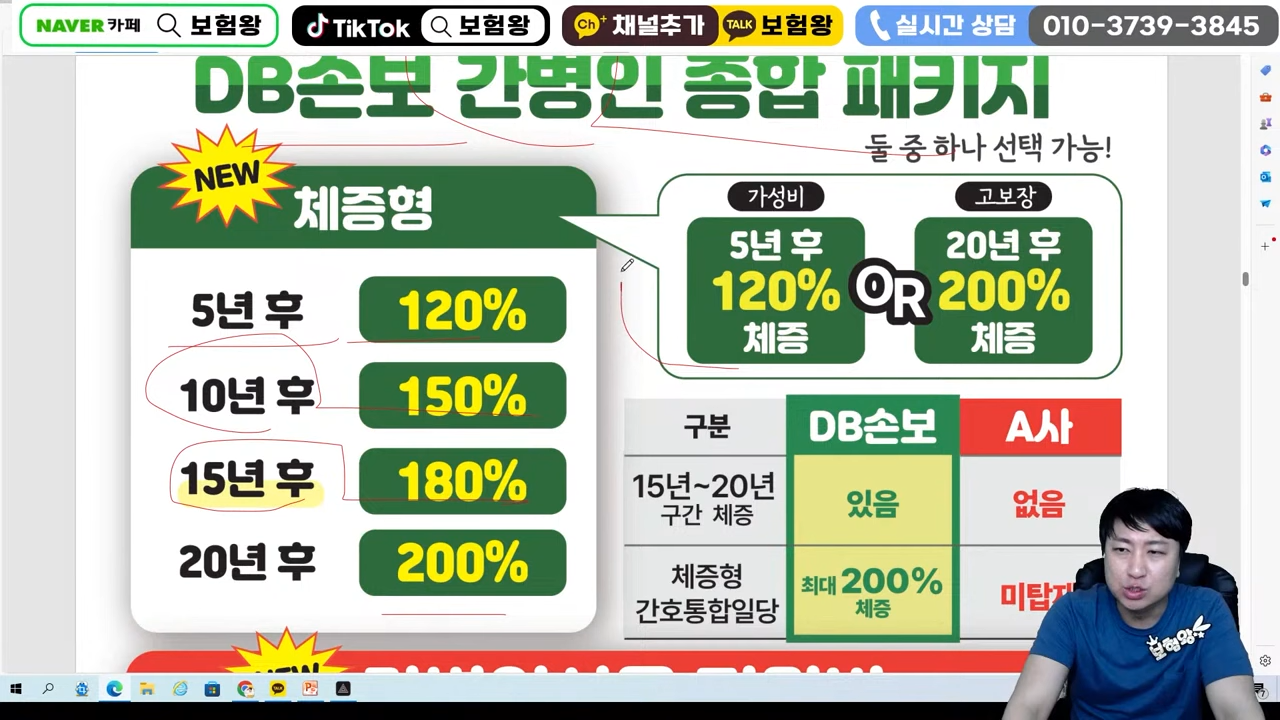 NAVER 카페 보험왕
TikTok 보험왕
Ch+ 채널추가 TALK 보험왕
실시간 상담 010-3739-3845
DB손보 간병인 종합 패키지
둘 중 하나 선택 가능!
NEW
체증형
5년 후 120%
10년 후 150%
15년 후 180%
20년 후 200%
가성비
5년 후
120%
체증
OR
고보장
20년 후
200%
체증
구분 DB손보 A사
15년~20년
구간 체증
있음 없음
체증형
간호통합일당
최대 200%
체증
미탑재
보험왕
NEW